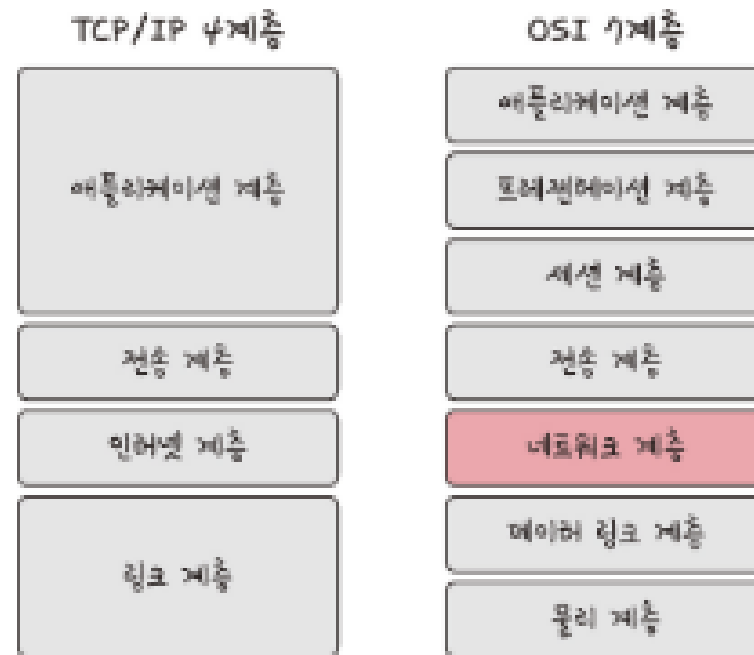 TCP/IP 4계층
애플리케이션 계층
전송 계층
인터넷 계층
링크 계층
OSI 7계층
애플리케이션 계층
프레젠테이션 계층
세션 계층
전송 계층
네트워크 계층
데이터 링크 계층
물리 계층